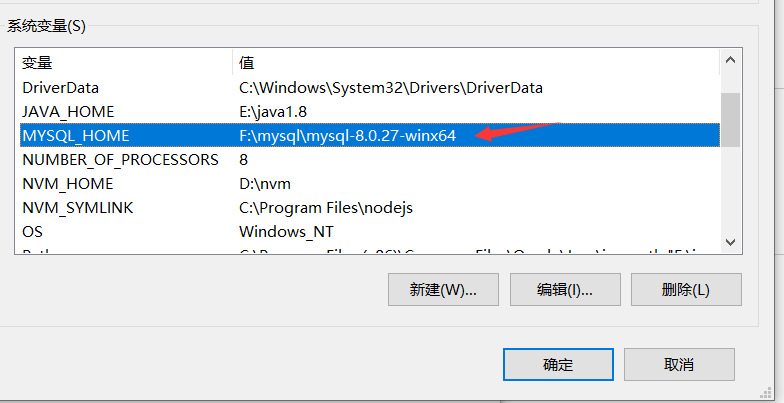 系统变量(S)
变量 值
DriverData C:\Windows\System32\Drivers\DriverData
JAVA_HOME E:\java1.8
MYSQL_HOME F:\mysql\mysql-8.0.27-winx64
NUMBER_OF_PROCESSORS 8
NVM_HOME D:\nvm
NVM_SYMLINK C:\Program Files\nodejs
OS Windows_NT
新建(W)... 编辑(I)... 删除(L)
确定 取消